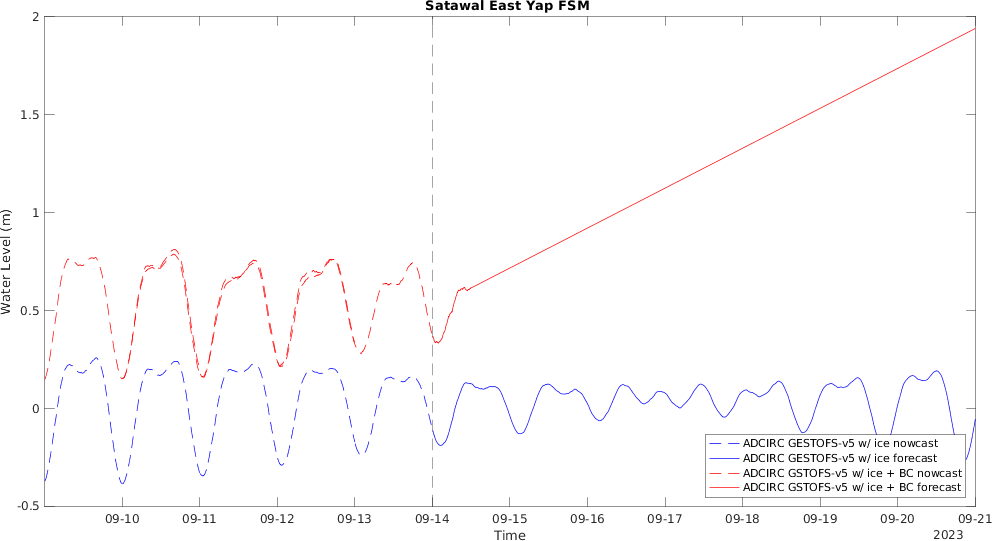 Satawal East Yap FSM
2
1.5
1
0.5
0
-0.5
Water Level (m)
ADCIRC GESTOFS-v5 w/ ice nowcast
ADCIRC GESTOFS-v5 w/ ice forecast
ADCIRC GSTOFS-v5 w/ ice + BC nowcast
ADCIRC GSTOFS-v5 w/ ice + BC forecast
09-10 09-11 09-12 09-13 09-14 09-15 09-16 09-17 09-18 09-19 09-20 09-21
Time
2023